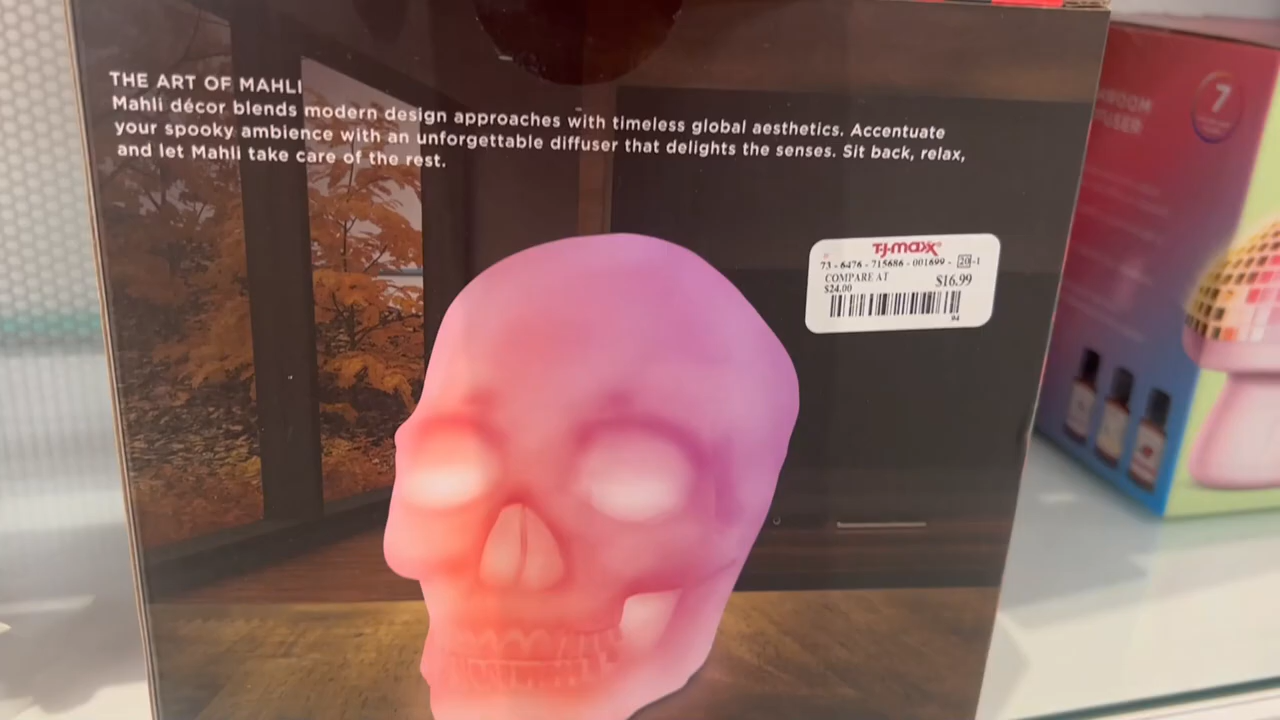 THE ART OF MAHLI
Mahli décor blends modern design approaches with timeless global aesthetics. Accentuate
your spooky ambience with an unforgettable diffuser that delights the senses. Sit back, relax,
and let Mahli take care of the rest.
T·J·maxx®
73 - 6476 - 715686 - 001699 - 20 -1
COMPARE AT
$24.00
$16.99
94
7